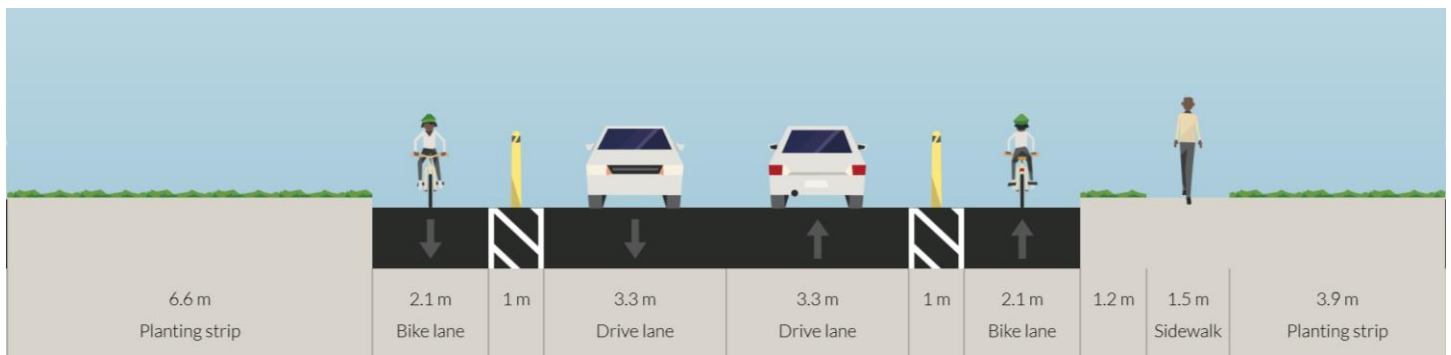 6.6 m
Planting strip
2.1 m
Bike lane
1 m
3.3 m
Drive lane
3.3 m
Drive lane
1 m
2.1 m
Bike lane
1.2 m
1.5 m
Sidewalk
3.9 m
Planting strip